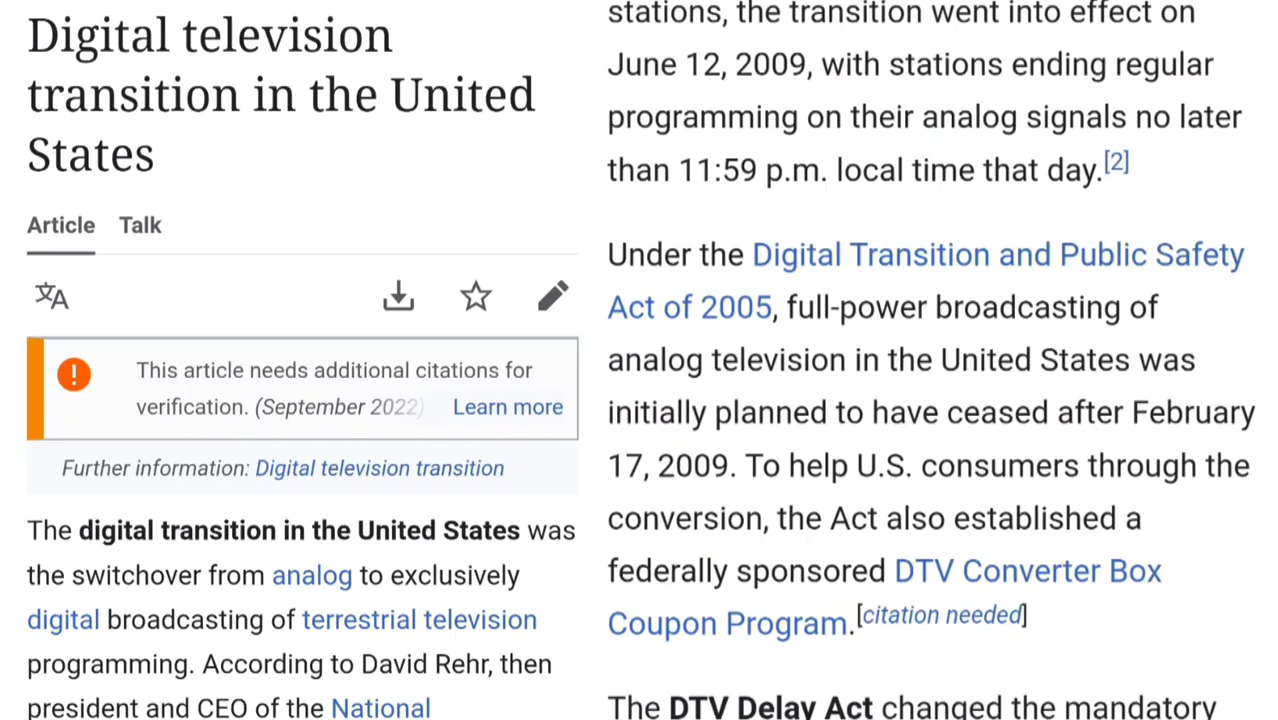 Digital television
transition in the United
States
Article Talk
This article needs additional citations for
verification. (September 2022) Learn more
Further information: Digital television transition
The digital transition in the United States was
the switchover from analog to exclusively
digital broadcasting of terrestrial television
programming. According to David Rehr, then
president and CEO of the National
stations, the transition went into effect on
June 12, 2009, with stations ending regular
programming on their analog signals no later
than 11:59 p.m. local time that day.[2]
Under the Digital Transition and Public Safety
Act of 2005, full-power broadcasting of
analog television in the United States was
initially planned to have ceased after February
17, 2009. To help U.S. consumers through the
conversion, the Act also established a
federally sponsored DTV Converter Box
Coupon Program.[citation needed]
The DTV Delay Act changed the mandatory